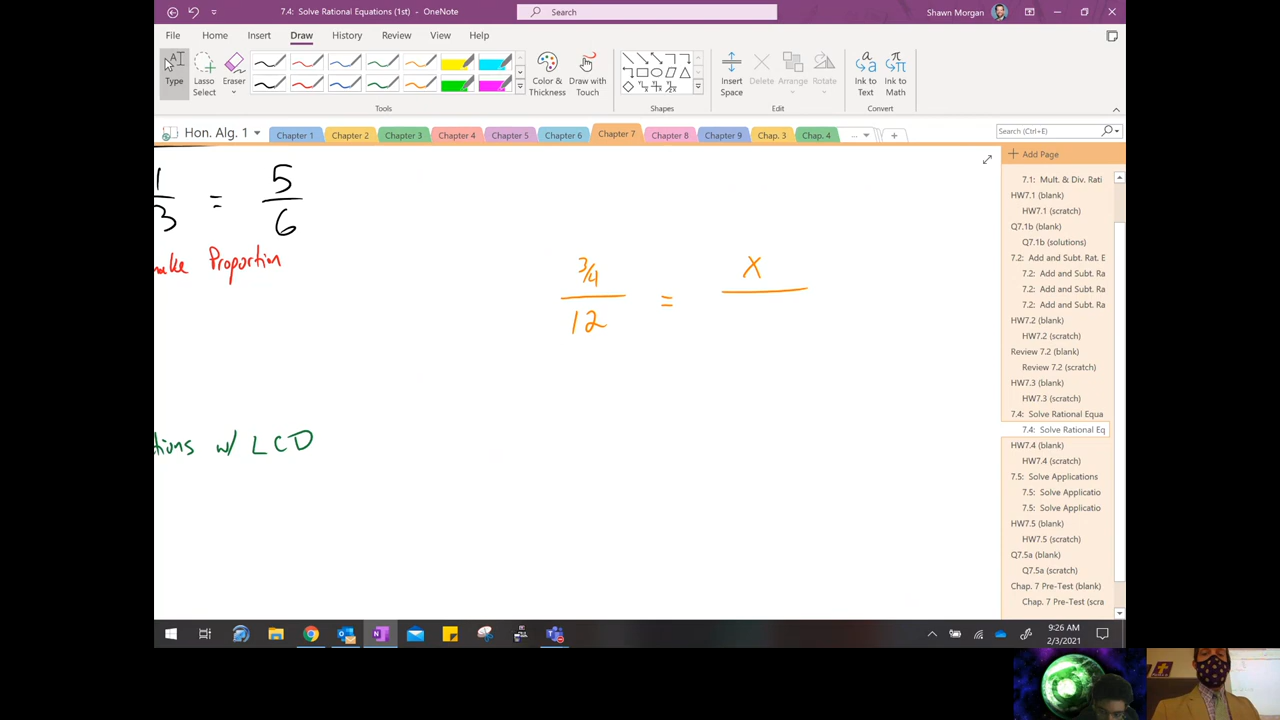 7.4: Solve Rational Equations (1st) - OneNote
Search
Shawn Morgan
File Home Insert Draw History Review View Help
Type
Lasso Select
Eraser
Color & Thickness
Draw with Touch
Insert Space
Delete
Arrange
Rotate
Ink to Text
Ink to Math
Tools
Shapes
Edit
Convert
Hon. Alg. 1
Chapter 1 Chapter 2 Chapter 3 Chapter 4 Chapter 5 Chapter 6 Chapter 7 Chapter 8 Chapter 9 Chap. 3 Chap. 4 ...
Search (Ctrl+E)
Add Page
7.1: Mult. & Div. Rati
HW7.1 (blank)
HW7.1 (scratch)
Q7.1b (blank)
Q7.1b (solutions)
7.2: Add and Subt. Rat. E
7.2: Add and Subt. Rat
7.2: Add and Subt. Rat
7.2: Add and Subt. Rat
HW7.2 (blank)
HW7.2 (scratch)
Review 7.2 (blank)
Review 7.2 (scratch)
HW7.3 (blank)
HW7.3 (scratch)
7.4: Solve Rational Equa
7.4: Solve Rational Eq
HW7.4 (blank)
HW7.4 (scratch)
7.5: Solve Applications
7.5: Solve Applicatio
7.5: Solve Applicatio
HW7.5 (blank)
HW7.5 (scratch)
Q7.5a (blank)
Q7.5a (scratch)
Chap. 7 Pre-Test (blank)
Chap. 7 Pre-Test (scra
1/3 = 5/6
make Proportion
3/4 / 12 = x /
tions w/ LCD
9:26 AM
2/3/2021